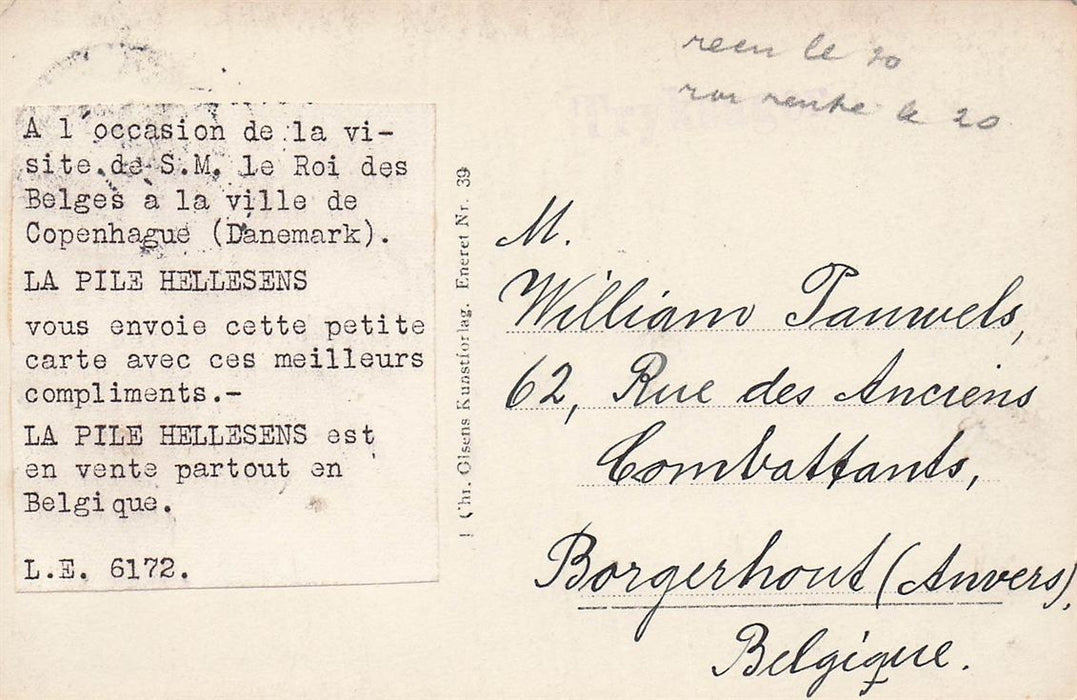 A l'occasion de la vi-
site de S.M. le Roi des
Belges à la ville de
Copenhague (Danemark).
LA PILE HELLESENS
vous envoie cette petite
carte avec ces meilleurs
compliments.-
LA PILE HELLESENS est
en vente partout en
Belgique.
L.E. 6172.
Chr. Olsens Kunstforlag. Eneret Nr. 39
le 20
le 20
M.
William Pauwels,
62, Rue des Anciens
Combattants,
Borgerhout (Anvers),
Belgique.